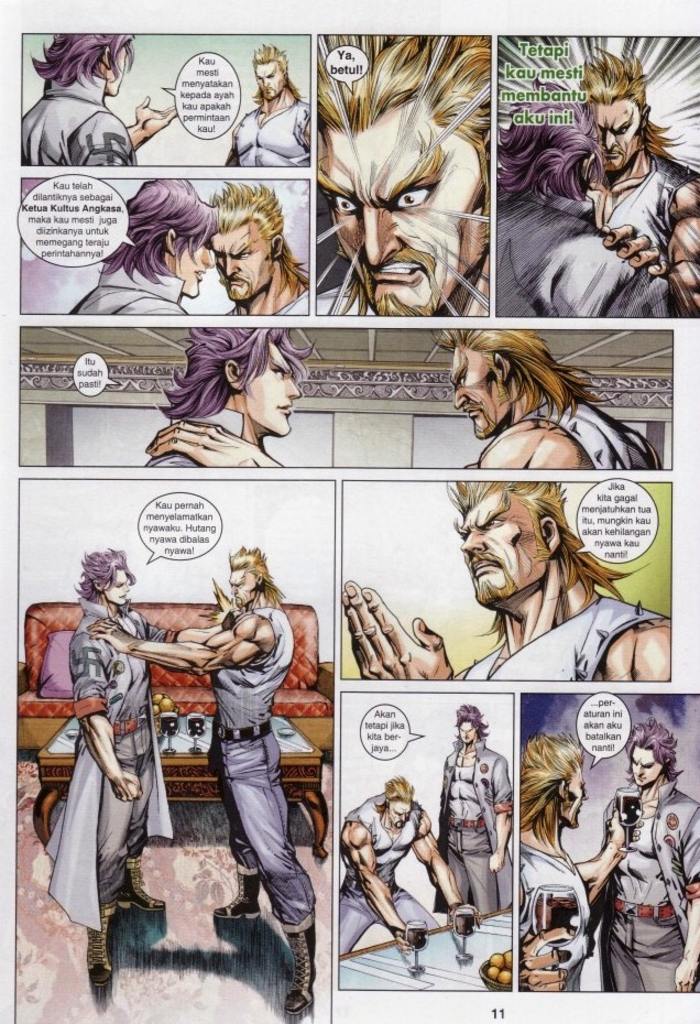 Kau
mesti
menyatakan
kepada ayah
kau apakah
permintaan
kau!
Kau telah
dilantiknya sebagai
Ketua Kultus Angkasa,
maka kau mesti juga
diizinkanya untuk
memegang teraju
perintahannya!
Ya,
betul!
Tetapi
kau mesti
membantu
aku ini!
Itu
sudah
pasti!
Kau pernah
menyelamatkan
nyawaku. Hutang
nyawa dibalas
nyawa!
Jika
kita gagal
menjatuhkan tua
itu, mungkin kau
akan kehilangan
nyawa kau
nanti!
Akan
tetapi jika
kita ber-
jaya...
...per-
aturan ini
akan aku
batalkan
nanti!
11